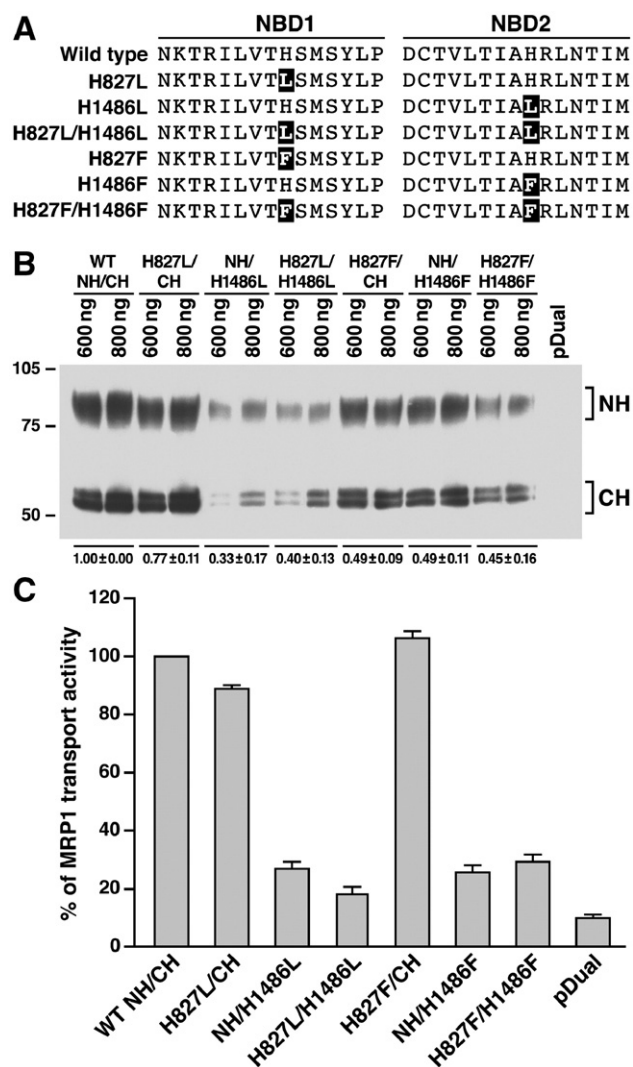 A
NBD1 NBD2
Wild type NKTRILVTHSMSYLP DCTVLTIAHRLNTIM
H827L NKTRILVTLSMSYLP DCTVLTIAHRLNTIM
H1486L NKTRILVTHSMSYLP DCTVLTIALRLNTIM
H827L/H1486L NKTRILVTLSMSYLP DCTVLTIALRLNTIM
H827F NKTRILVTFSMSYLP DCTVLTIAHRLNTIM
H1486F NKTRILVTHSMSYLP DCTVLTIAFRLNTIM
H827F/H1486F NKTRILVTFSMSYLP DCTVLTIAFRLNTIM
B
WT H827L/ NH/ H827L/ H827F/ NH/ H827F/
NH/CH CH H1486L H1486L CH H1486F H1486F
600 ng 800 ng 600 ng 800 ng 600 ng 800 ng 600 ng 800 ng 600 ng 800 ng 600 ng 800 ng 600 ng 800 ng pDual
105
75
50
NH
CH
1.00±0.00 0.77±0.11 0.33±0.17 0.40±0.13 0.49±0.09 0.49±0.11 0.45±0.16
C
% of MRP1 transport activity
120
100
80
60
40
20
0
WT NH/CH H827L/CH NH/H1486L H827L/H1486L H827F/CH NH/H1486F H827F/H1486F pDual